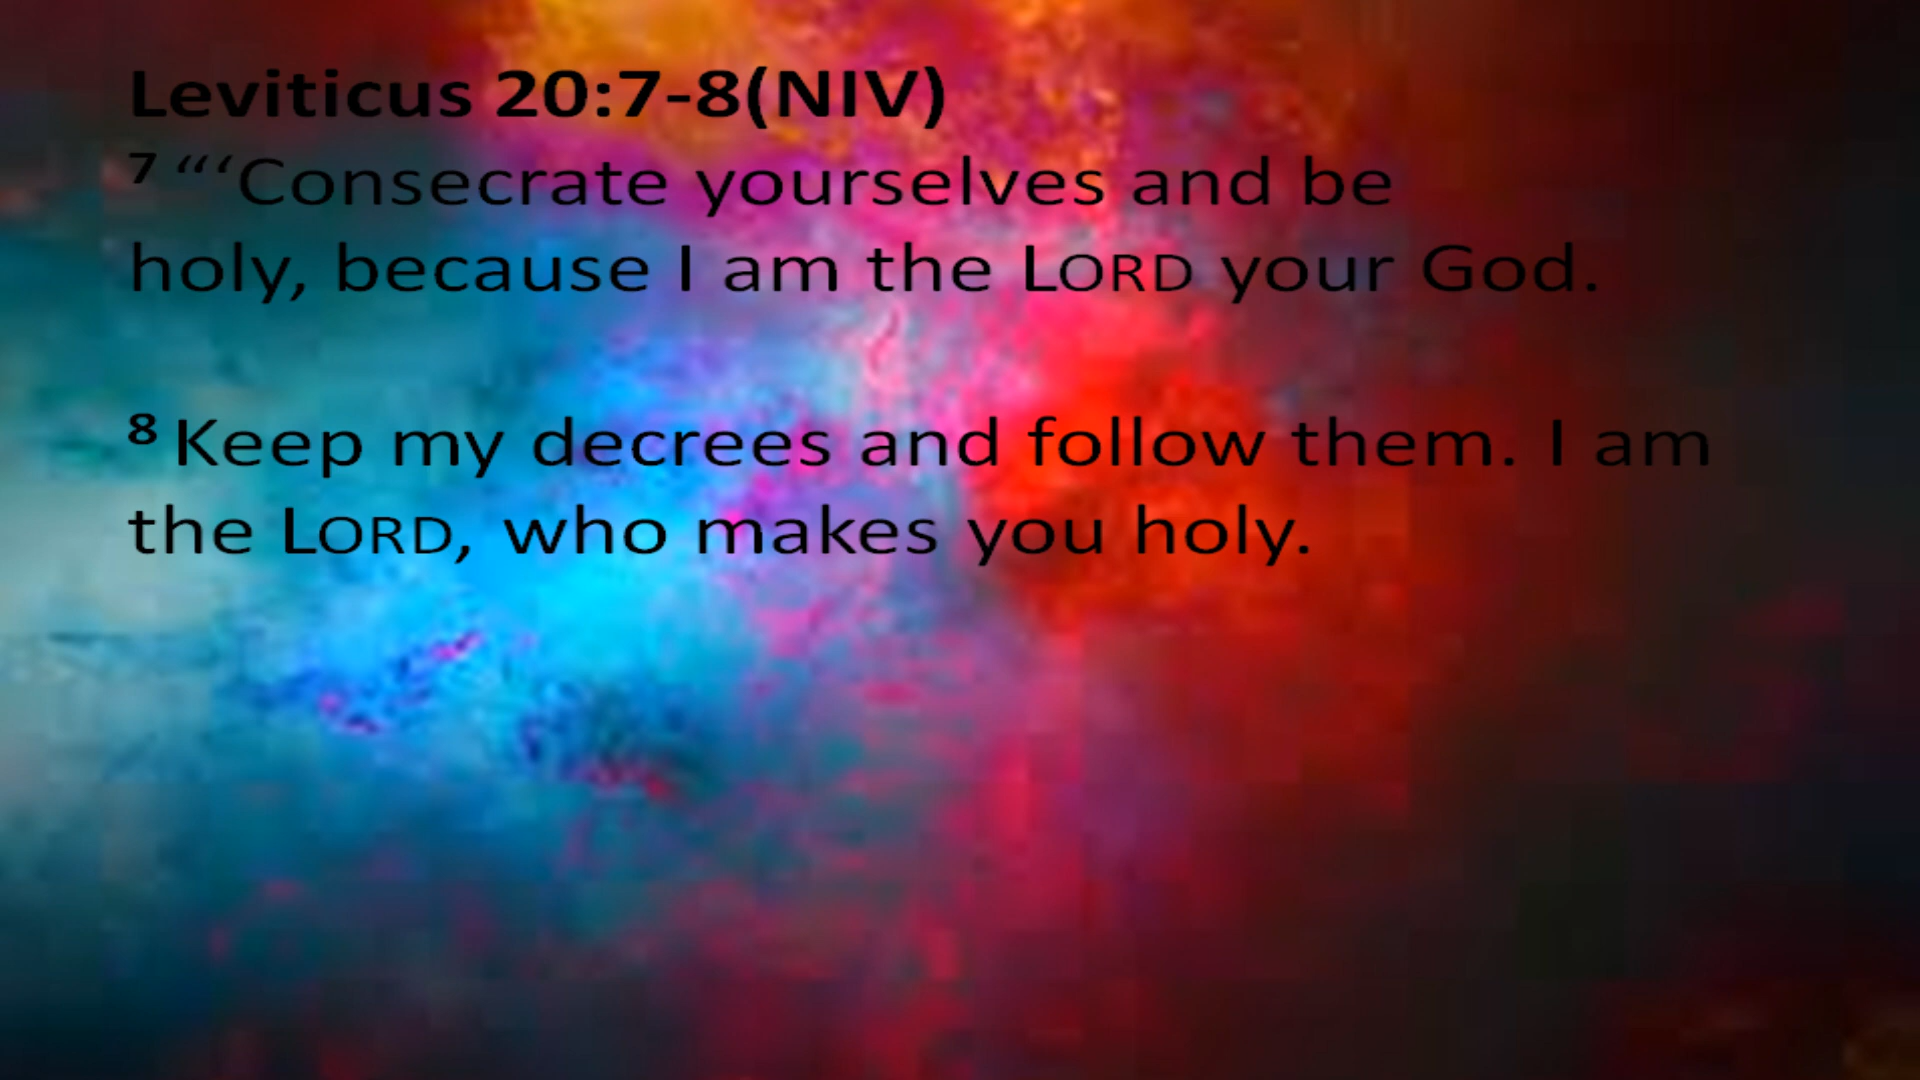 Leviticus 20:7-8(NIV)
7 “‘Consecrate yourselves and be
holy, because I am the LORD your God.
8 Keep my decrees and follow them. I am
the LORD, who makes you holy.